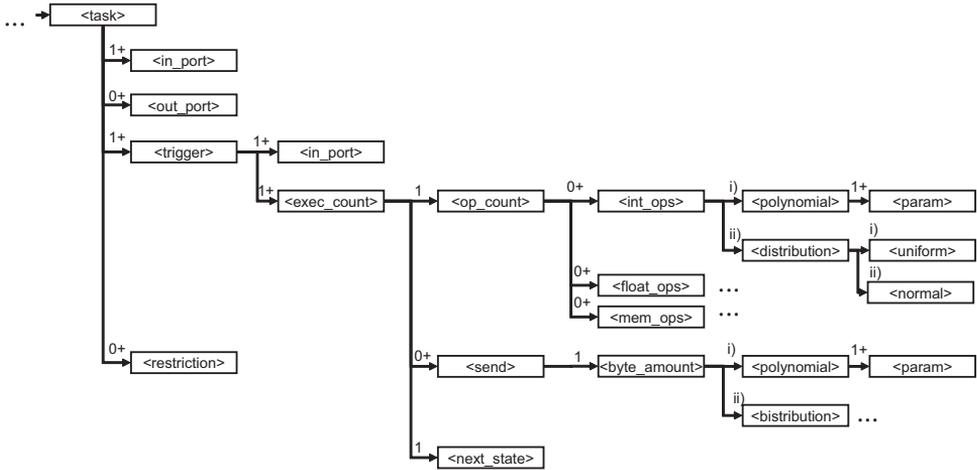 ... <task>
1+ <in_port>
0+ <out_port>
1+ <trigger> 1+ <in_port>
1+ <exec_count> 1 <op_count> 0+ <int_ops> i) <polynomial> 1+ <param>
ii) <distribution> i) <uniform>
0+ <float_ops> ... ii) <normal>
0+ <mem_ops> ...
0+ <restriction> 0+ <send> 1 <byte_amount> i) <polynomial> 1+ <param>
ii) <bistribution> ...
1 <next_state>